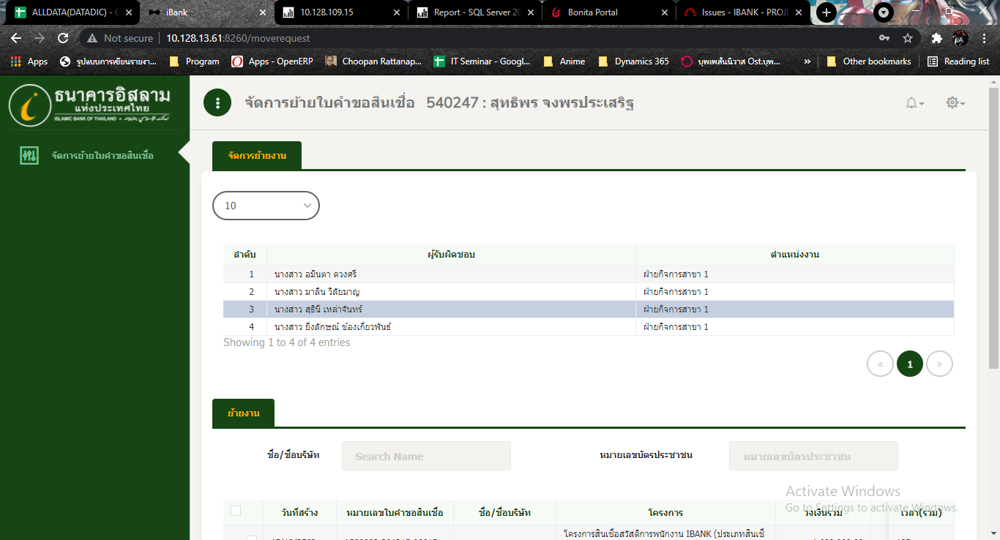 ALLDATA(DATADIC) - G
iBank
10.128.109.15
Report - SQL Server 20
Bonita Portal
Issues - IBANK - PROJE
Not secure
10.128.13.61:8260/moverequest
Apps
รูปแบบการเขียนรายงา...
Program
Apps - OpenERP
Choopan Rattanap...
IT Seminar - Googl...
Anime
Dynamics 365
บุพเพสันนิวาส Ost.บุพ...
»
Other bookmarks
Reading list
ธนาคารอิสลาม
แห่งประเทศไทย
ISLAMIC BANK OF THAILAND
จัดการย้ายใบคำขอสินเชื่อ 540247 : สุทธิพร จงพรประเสริฐ
จัดการย้ายใบคำขอสินเชื่อ
จัดการย้ายงาน
10
ลำดับ ผู้รับผิดชอบ ตำแหน่งงาน
1 นางสาว อมินตา ดวงศรี ฝ่ายกิจการสาขา 1
2 นางสาว มาลิน วิลัยมาญ ฝ่ายกิจการสาขา 1
3 นางสาว สุธินี เหล่าจันทร์ ฝ่ายกิจการสาขา 1
4 นางสาว ยิ่งลักษณ์ ข้องเกี่ยวพันธ์ ฝ่ายกิจการสาขา 1
Showing 1 to 4 of 4 entries
« 1 »
ย้ายงาน
ชื่อ/ชื่อบริษัท Search Name หมายเลขบัตรประชาชน หมายเลขบัตรประชาชน
Activate Windows
Go to Settings to activate Windows.
วันที่สร้าง หมายเลขใบคำขอสินเชื่อ ชื่อ/ชื่อบริษัท โครงการ วงเงินรวม เวลา(รวม)
โครงการสินเชื่อสวัสดิการพนักงาน IBANK (ประเภทสินเชื่